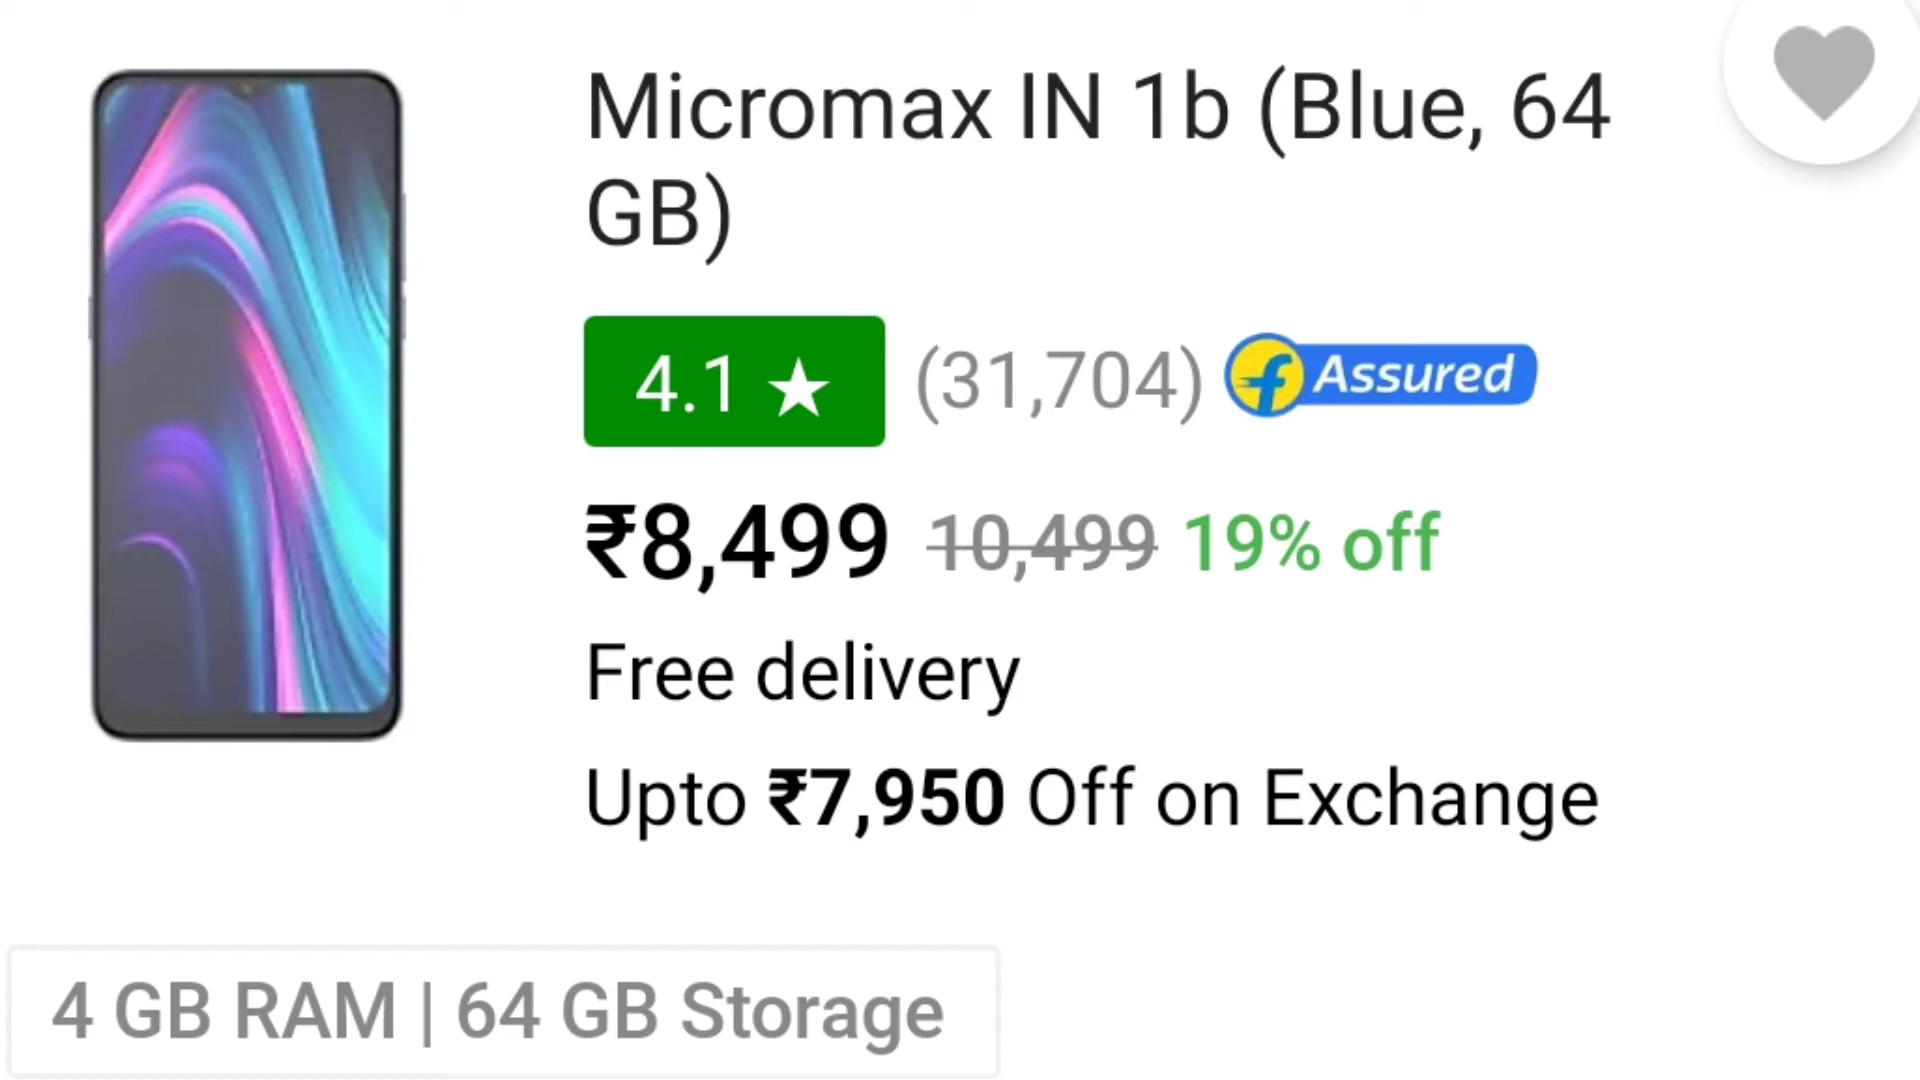 Micromax IN 1b (Blue, 64
GB)
4.1 ★ (31,704) f Assured
₹8,499 10,499 19% off
Free delivery
Upto ₹7,950 Off on Exchange
4 GB RAM | 64 GB Storage